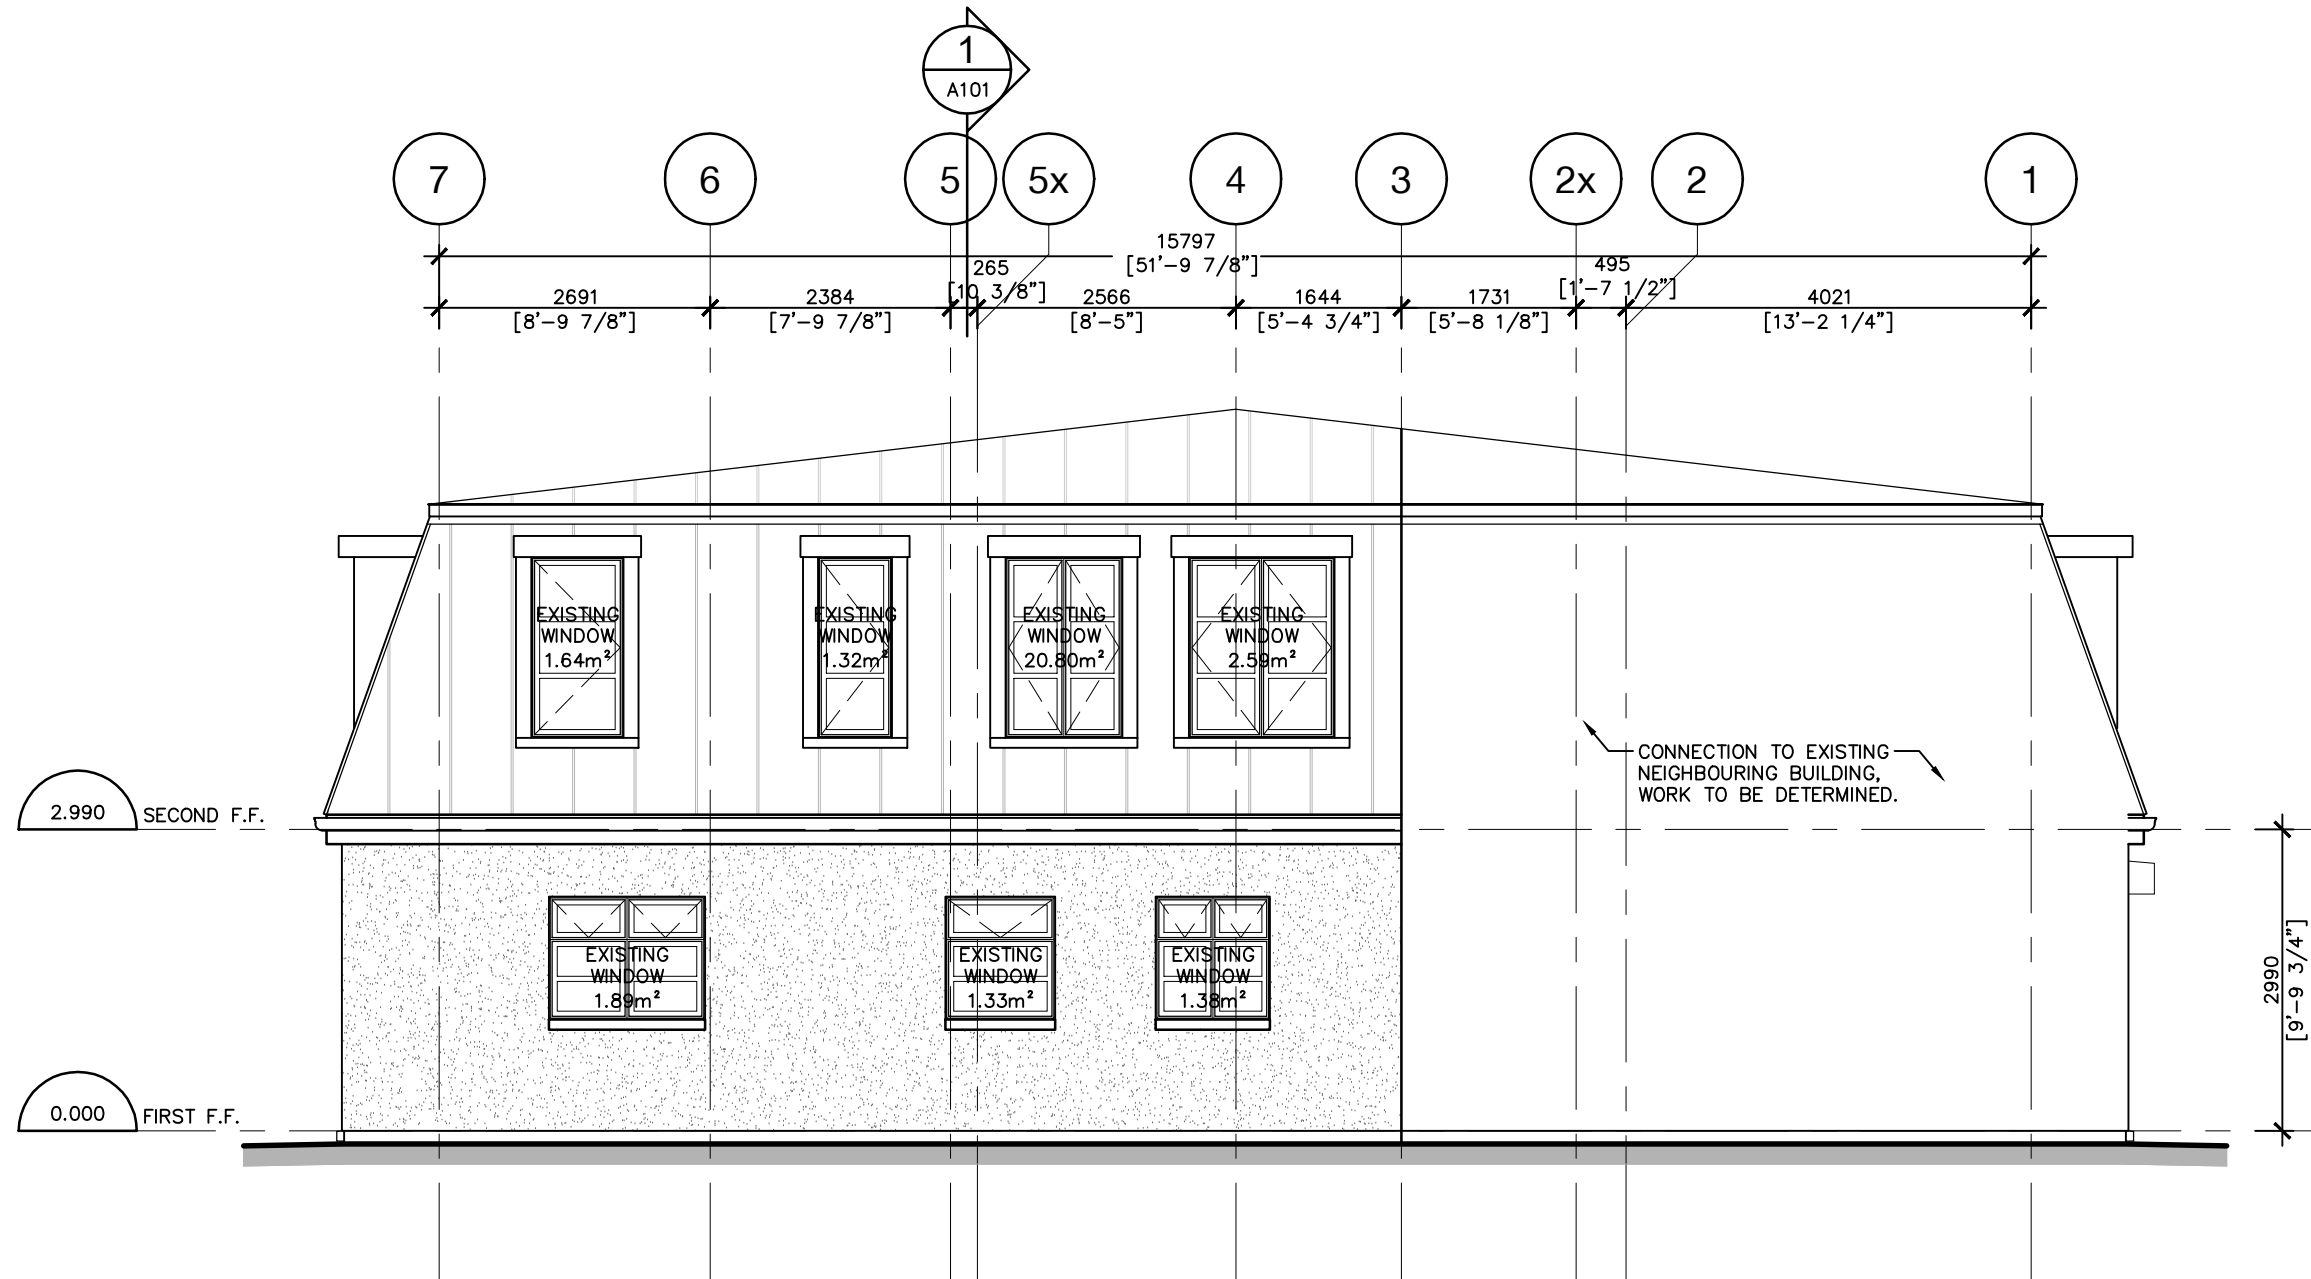 1
A101
7
6
5
5x
4
3
2x
2
1
15797
[51'-9 7/8"]
265
[10 3/8"]
495
[1'-7 1/2"]
2691
[8'-9 7/8"]
2384
[7'-9 7/8"]
2566
[8'-5"]
1644
[5'-4 3/4"]
1731
[5'-8 1/8"]
4021
[13'-2 1/4"]
EXISTING
WINDOW
1.64m²
EXISTING
WINDOW
1.32m²
EXISTING
WINDOW
20.80m²
EXISTING
WINDOW
2.59m²
CONNECTION TO EXISTING
NEIGHBOURING BUILDING,
WORK TO BE DETERMINED.
2.990
SECOND F.F.
EXISTING
WINDOW
1.89m²
EXISTING
WINDOW
1.33m²
EXISTING
WINDOW
1.38m²
2990
[9'-9 3/4"]
0.000
FIRST F.F.